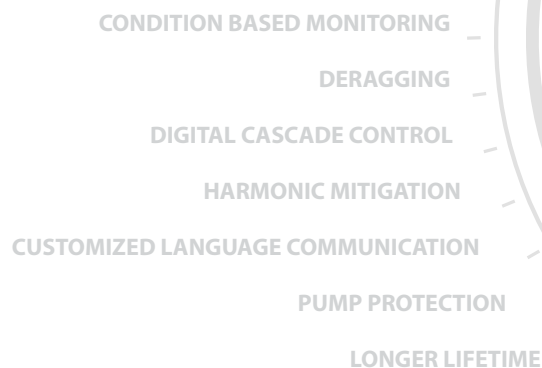 CONDITION BASED MONITORING
DERAGGING
DIGITAL CASCADE CONTROL
HARMONIC MITIGATION
CUSTOMIZED LANGUAGE COMMUNICATION
PUMP PROTECTION
LONGER LIFETIME